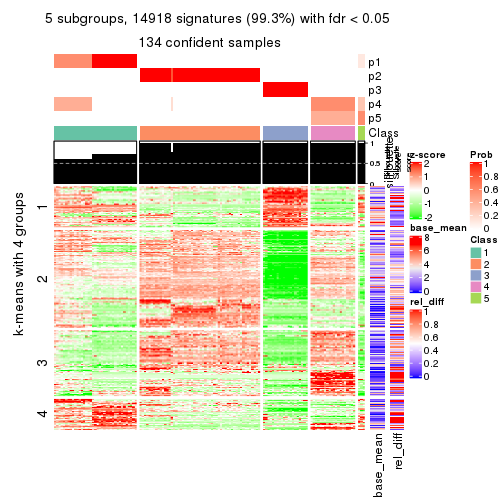 5 subgroups, 14918 signatures (99.3%) with fdr < 0.05
134 confident samples
p1
p2
p3
p4
p5
Class
1
0.5
0
silhouette
score
k-means with 4 groups
1
2
3
4
base_mean
rel_diff
z-score
2
1
0
-1
-2
base_mean
8
6
4
2
0
rel_diff
1
0.8
0.6
0.4
0.2
0
Prob
1
0.8
0.6
0.4
0.2
0
Class
1
2
3
4
5